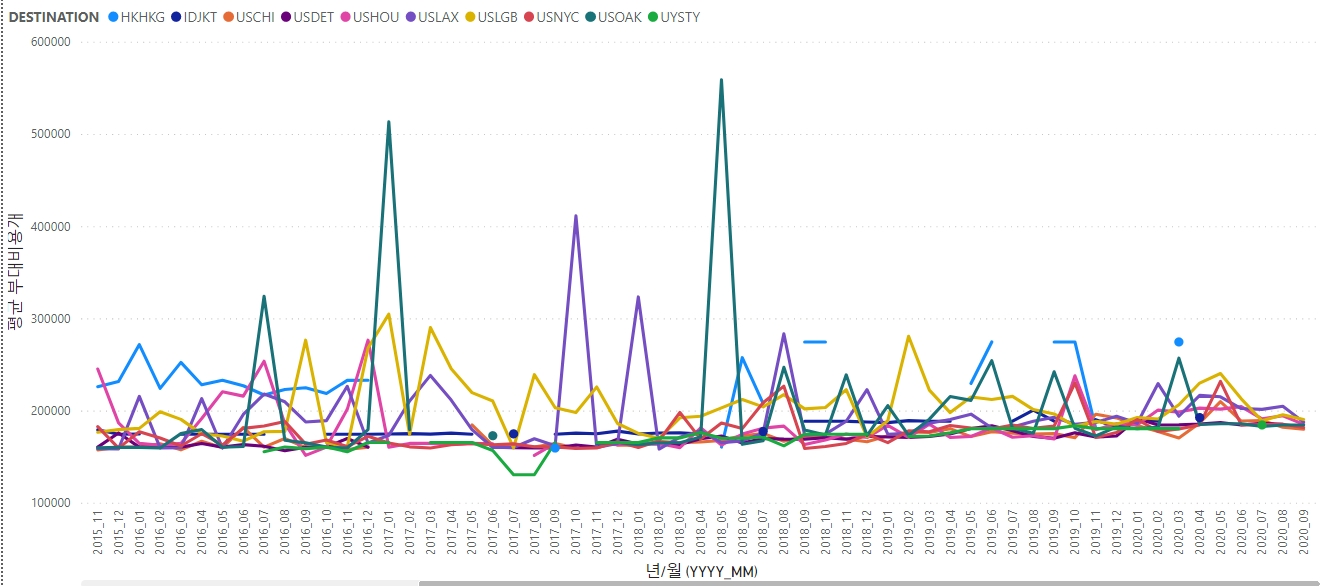 DESTINATION HKHKG IDJKT USCHI USDET USHOU USLAX USLGB USNYC USOAK UYSTY
600000
500000
400000
300000
200000
100000
평균 부대비용개
2015_11 2015_12 2016_01 2016_02 2016_03 2016_04 2016_05 2016_06 2016_07 2016_08 2016_09 2016_10 2016_11 2016_12 2017_01 2017_02 2017_03 2017_04 2017_05 2017_06 2017_07 2017_08 2017_09 2017_10 2017_11 2017_12 2018_01 2018_02 2018_03 2018_04 2018_05 2018_06 2018_07 2018_08 2018_09 2018_10 2018_11 2018_12 2019_01 2019_02 2019_03 2019_04 2019_05 2019_06 2019_07 2019_08 2019_09 2019_10 2019_11 2019_12 2020_01 2020_02 2020_03 2020_04 2020_05 2020_06 2020_07 2020_08 2020_09
년/월 (YYYY_MM)